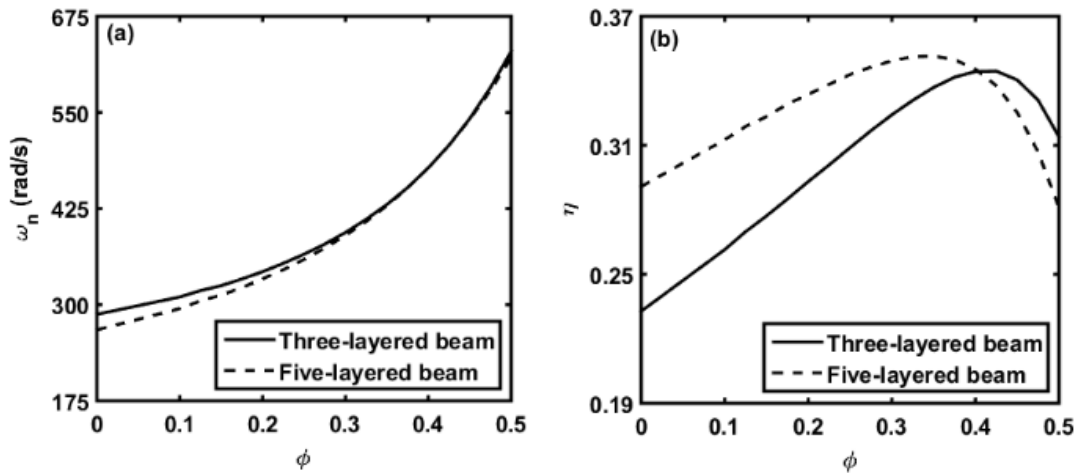 (a)
675
550
425
300
175
ω_n (rad/s)
Three-layered beam
Five-layered beam
0 0.1 0.2 0.3 0.4 0.5
ϕ
(b)
0.37
0.31
0.25
0.19
η
Three-layered beam
Five-layered beam
0 0.1 0.2 0.3 0.4 0.5
ϕ